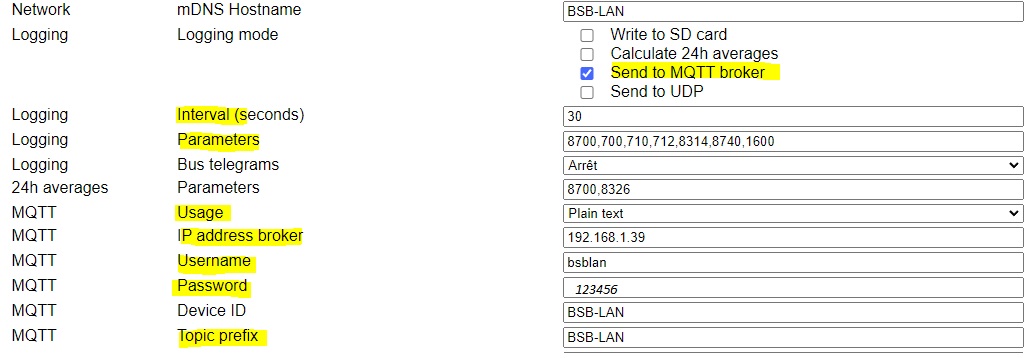 Network mDNS Hostname BSB-LAN
Logging Logging mode Write to SD card
Calculate 24h averages
Send to MQTT broker
Send to UDP
Logging Interval (seconds) 30
Logging Parameters 8700,700,710,712,8314,8740,1600
Logging Bus telegrams Arrêt
24h averages Parameters 8700,8326
MQTT Usage Plain text
MQTT IP address broker 192.168.1.39
MQTT Username bsblan
MQTT Password 123456
MQTT Device ID BSB-LAN
MQTT Topic prefix BSB-LAN